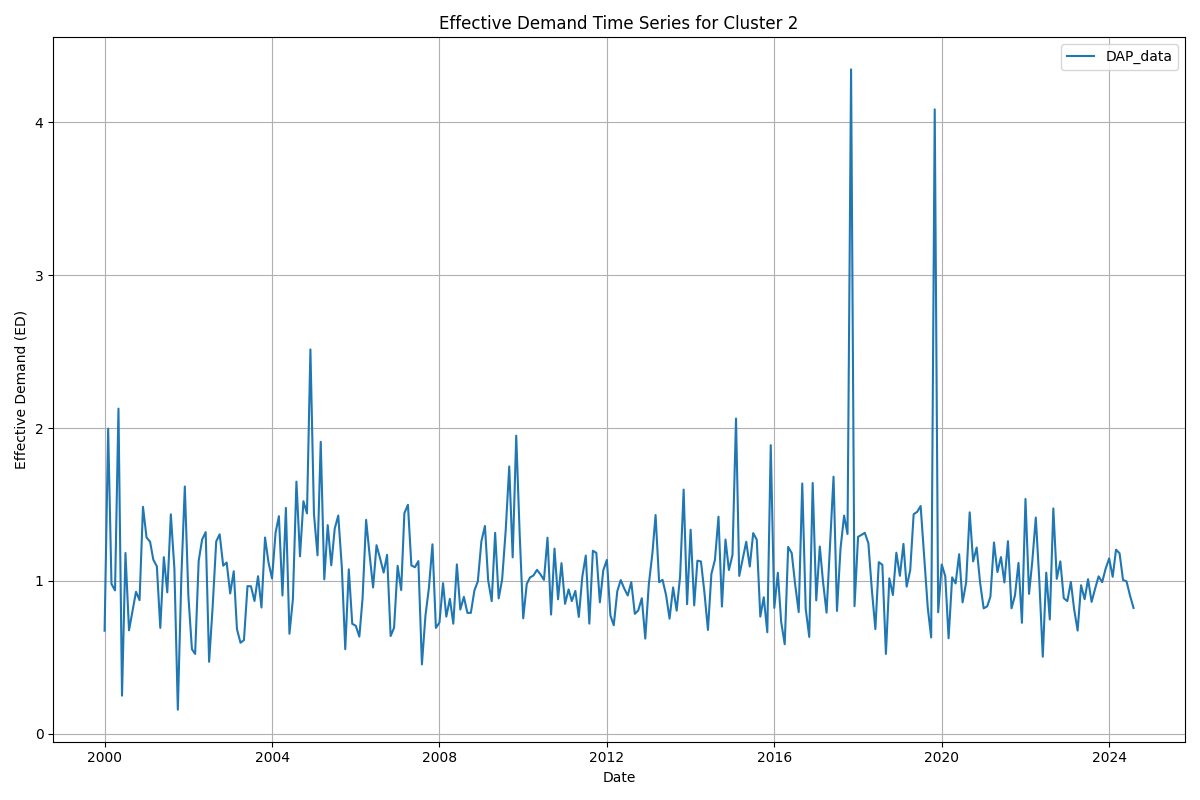 Effective Demand Time Series for Cluster 2
DAP_data
Effective Demand (ED)
4
3
2
1
0
2000 2004 2008 2012 2016 2020 2024
Date